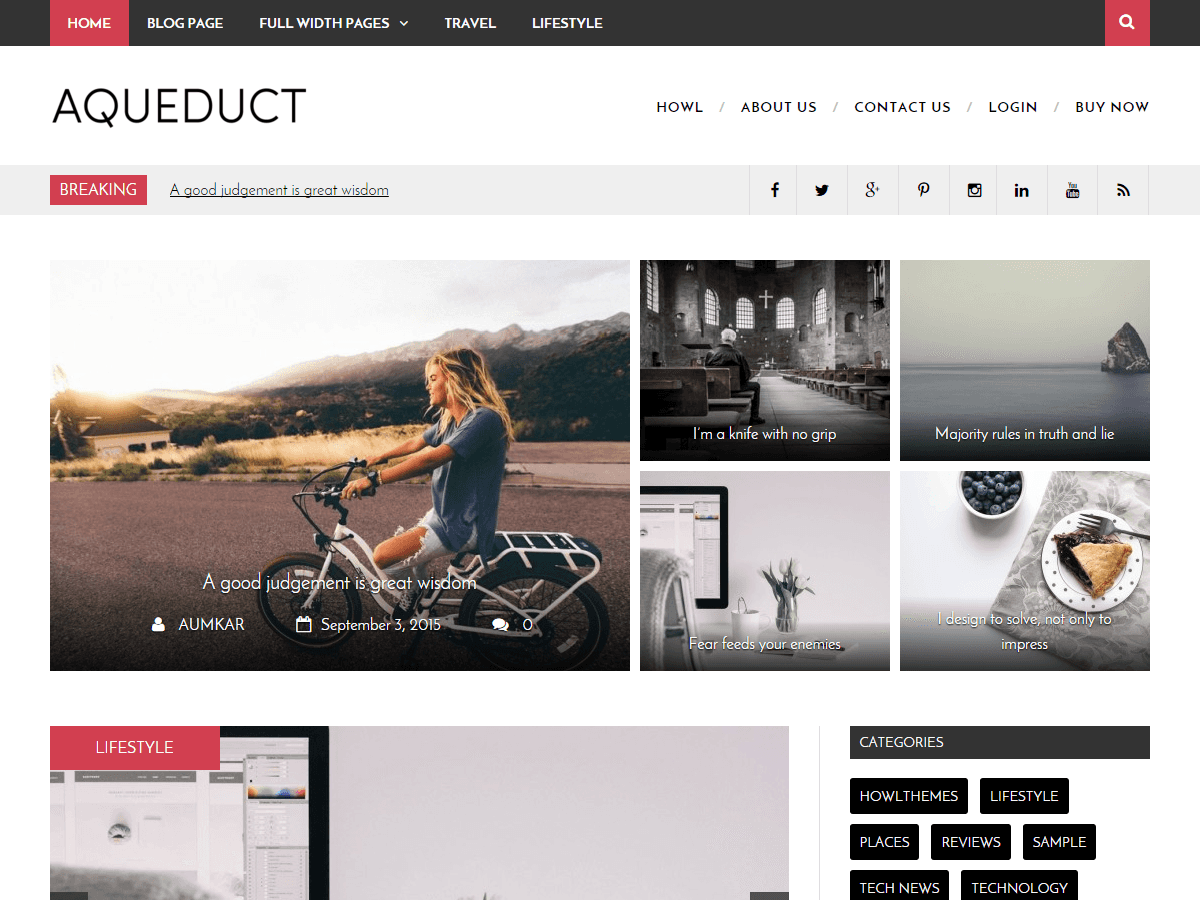 HOME BLOG PAGE FULL WIDTH PAGES TRAVEL LIFESTYLE
AQUEDUCT
HOWL / ABOUT US / CONTACT US / LOGIN / BUY NOW
BREAKING A good judgement is great wisdom
You Tube
I'm a knife with no grip
Majority rules in truth and lie
A good judgement is great wisdom
AUMKAR September 3, 2015 0
Fear feeds your enemies
I design to solve, not only to
impress
LIFESTYLE
CATEGORIES
HOWLTHEMES LIFESTYLE
PLACES REVIEWS SAMPLE
TECH NEWS TECHNOLOGY